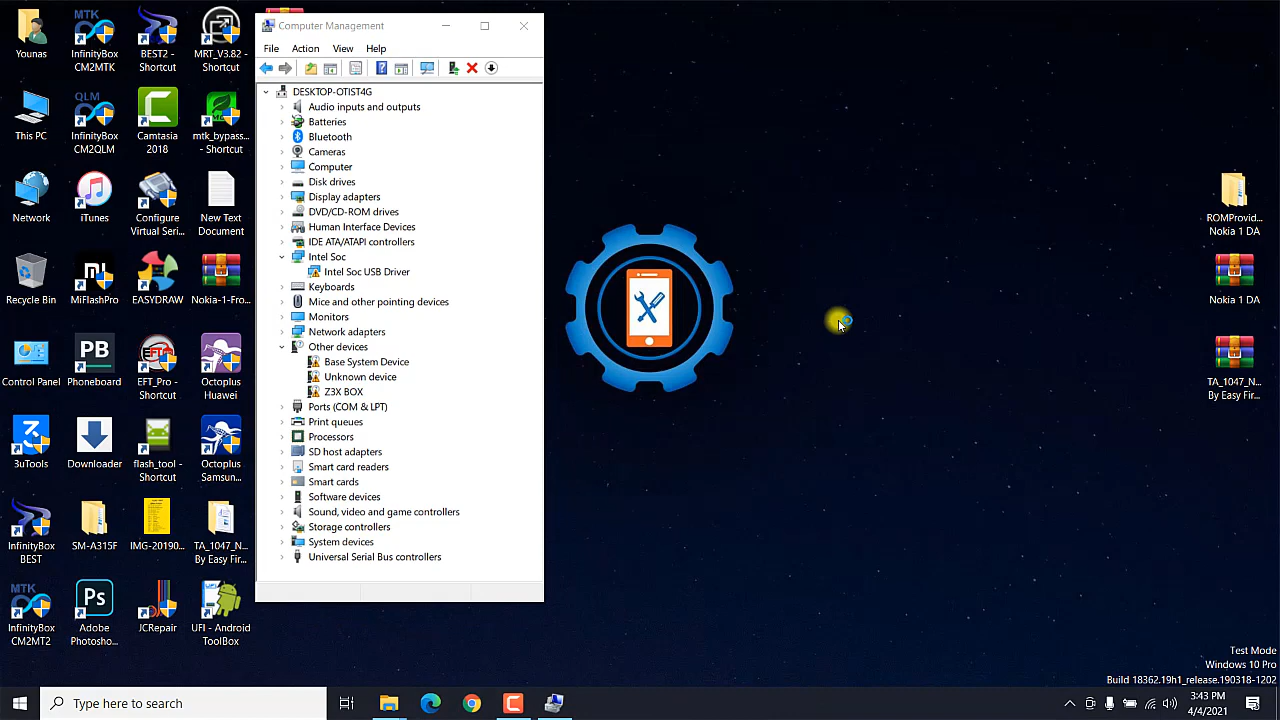 Younas
InfinityBox
CM2MTK
BEST2 -
Shortcut
MRT_V3.82 -
Shortcut
This PC
InfinityBox
CM2QLM
Camtasia
2018
mtk_bypass...
- Shortcut
Network
iTunes
Configure
Virtual Seri...
New Text
Document
Recycle Bin
MiFlashPro
EASYDRAW
Nokia-1-Fro...
Control Panel
Phoneboard
EFT_Pro -
Shortcut
Octoplus
Huawei
3uTools
Downloader
flash_tool -
Shortcut
Octoplus
Samsun...
InfinityBox
BEST
SM-A315F
IMG-20190...
TA_1047_N...
By Easy Fir...
InfinityBox
CM2MT2
Adobe
Photosho...
JCRepair
UFI - Android
ToolBox
MTK
QLM
PB
MTK
Ps
UFI
Computer Management
File Action View Help
DESKTOP-OTIST4G
Audio inputs and outputs
Batteries
Bluetooth
Cameras
Computer
Disk drives
Display adapters
DVD/CD-ROM drives
Human Interface Devices
IDE ATA/ATAPI controllers
Intel Soc
Intel Soc USB Driver
Keyboards
Mice and other pointing devices
Monitors
Network adapters
Other devices
Base System Device
Unknown device
Z3X BOX
Ports (COM & LPT)
Print queues
Processors
SD host adapters
Smart card readers
Smart cards
Software devices
Sound, video and game controllers
Storage controllers
System devices
Universal Serial Bus controllers
ROMProvid...
Nokia 1 DA
Nokia 1 DA
TA_1047_N...
By Easy Fir...
Test Mode
Windows 10 Pro
Build 18362.19h1_release.190318-1202
Type here to search
3:43 PM
4/4/2021